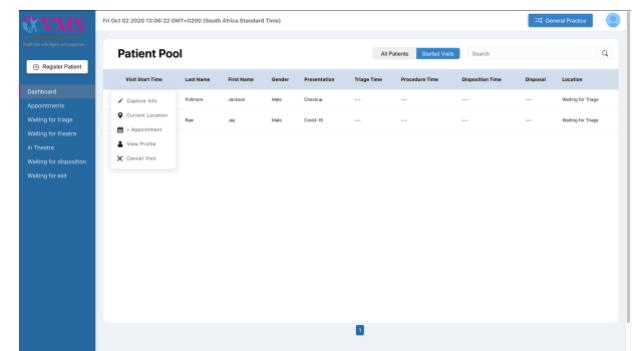 VMS
Fri Oct 02 2020 13:06:22 GMT+0200 (South Africa Standard Time)
General Practice
Register Patient
Dashboard
Appointments
Waiting for triage
Waiting for theatre
In Theatre
Waiting for disposition
Waiting for exit
Patient Pool
All Patients Started Visits Search
Visit Start Time Last Name First Name Gender Presentation Triage Time Procedure Time Disposition Time Disposal Location
Pollmore Jackson Male Checkup --- --- --- --- Waiting for Triage
Raw Jay Male Covid-19 --- --- --- --- Waiting for Triage
Capture Info
Current Location
+ Appointment
View Profile
Cancel Visit
1